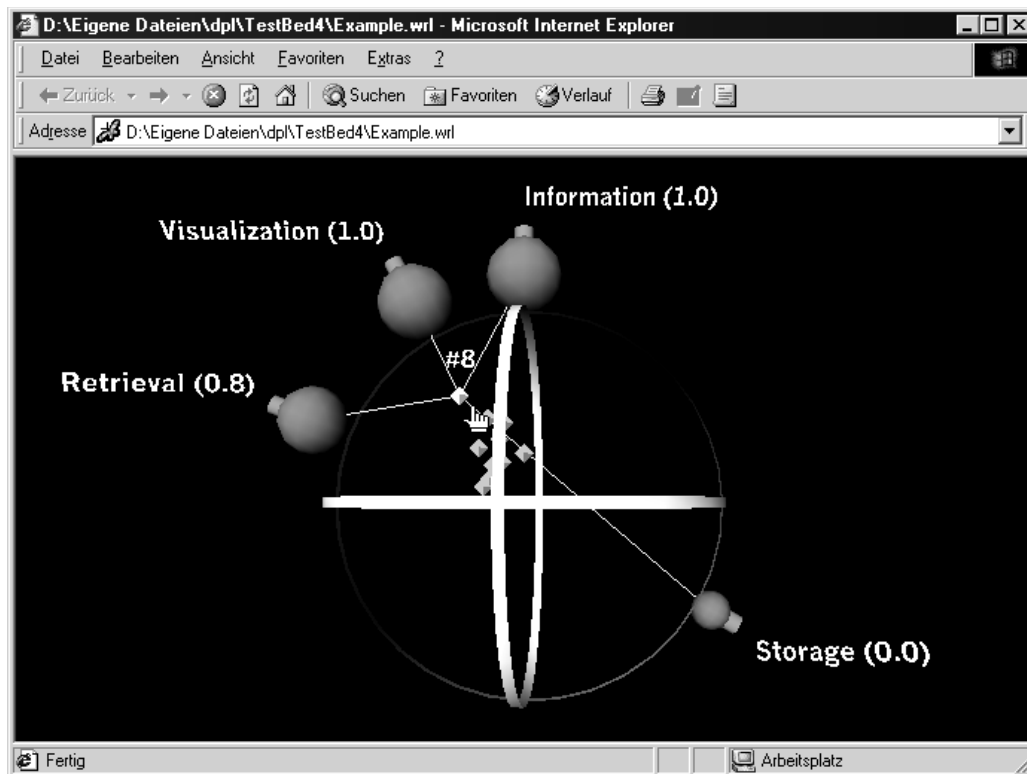 D:\Eigene Dateien\dpl\TestBed4\Example.wrl - Microsoft Internet Explorer
Datei Bearbeiten Ansicht Favoriten Extras ?
Zurück Suchen Favoriten Verlauf
Adresse D:\Eigene Dateien\dpl\TestBed4\Example.wrl
Information (1.0)
Visualization (1.0)
#8
Retrieval (0.8)
Storage (0.0)
Fertig Arbeitsplatz